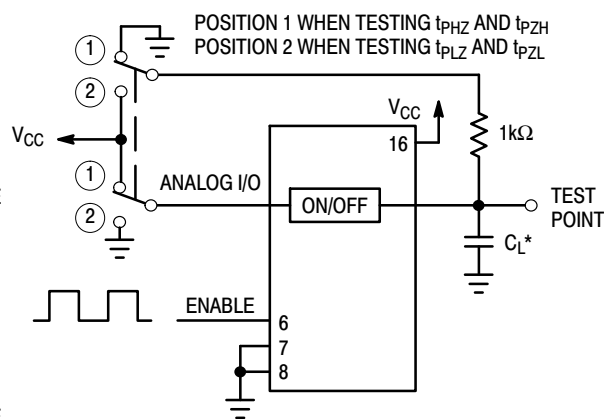 POSITION 1 WHEN TESTING tPHZ AND tPZH
POSITION 2 WHEN TESTING tPLZ AND tPZL
1
2
VCC
VCC
16
1kΩ
1
ANALOG I/O
ON/OFF
TEST
POINT
2
CL*
ENABLE
6
7
8